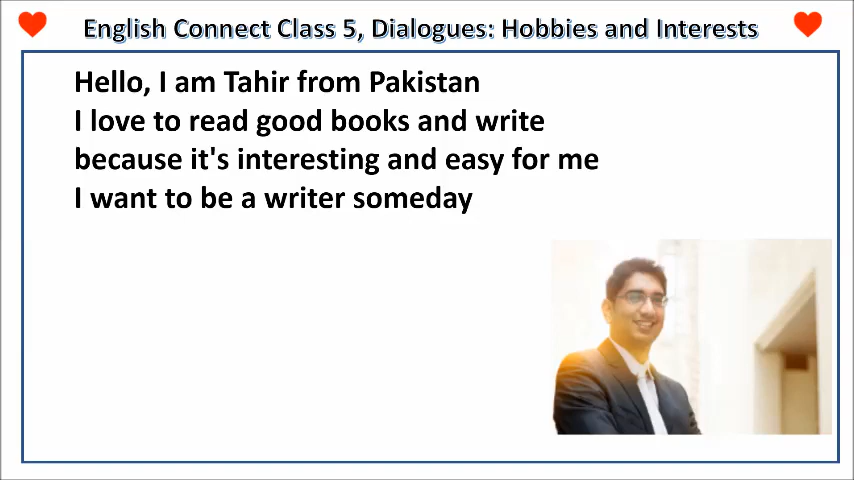 English Connect Class 5, Dialogues: Hobbies and Interests
Hello, I am Tahir from Pakistan
I love to read good books and write
because it's interesting and easy for me
I want to be a writer someday